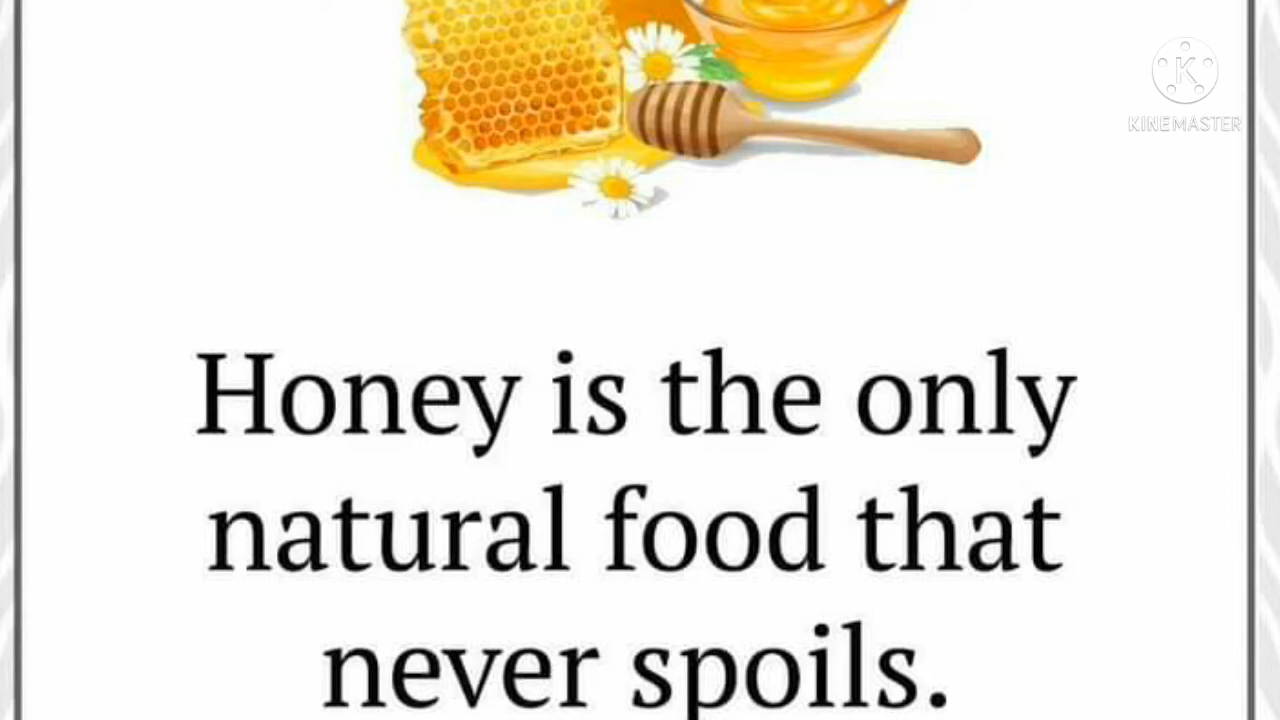 KINEMASTER
Honey is the only
natural food that
never spoils.